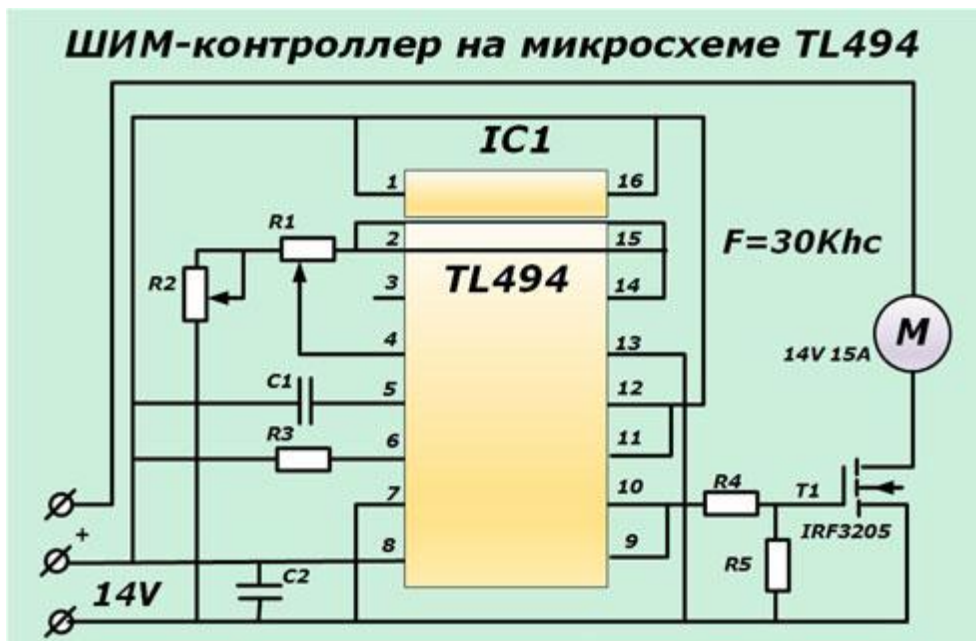 ШИМ-контроллер на микросхеме TL494
IC1
1
16
R1
2
15
F=30Khc
R2
3
TL494
14
M
4
13
14V 15A
C1
5
12
R3
6
11
7
10
R4
T1
IRF3205
+
8
9
R5
14V
C2